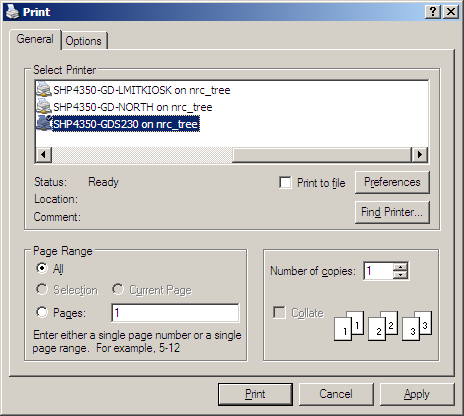 Print
General
Options
Select Printer
SHP4350-GD-LMITKIOSK on nrc_tree
SHP4350-GD-NORTH on nrc_tree
SHP4350-GDS230 on nrc_tree
Status: Ready
Print to file
Preferences
Location:
Comment:
Find Printer...
Page Range
All
Selection
Current Page
Pages: 1
Enter either a single page number or a single
page range. For example, 5-12
Number of copies: 1
Collate
1 1 2 2 3 3
Print
Cancel
Apply